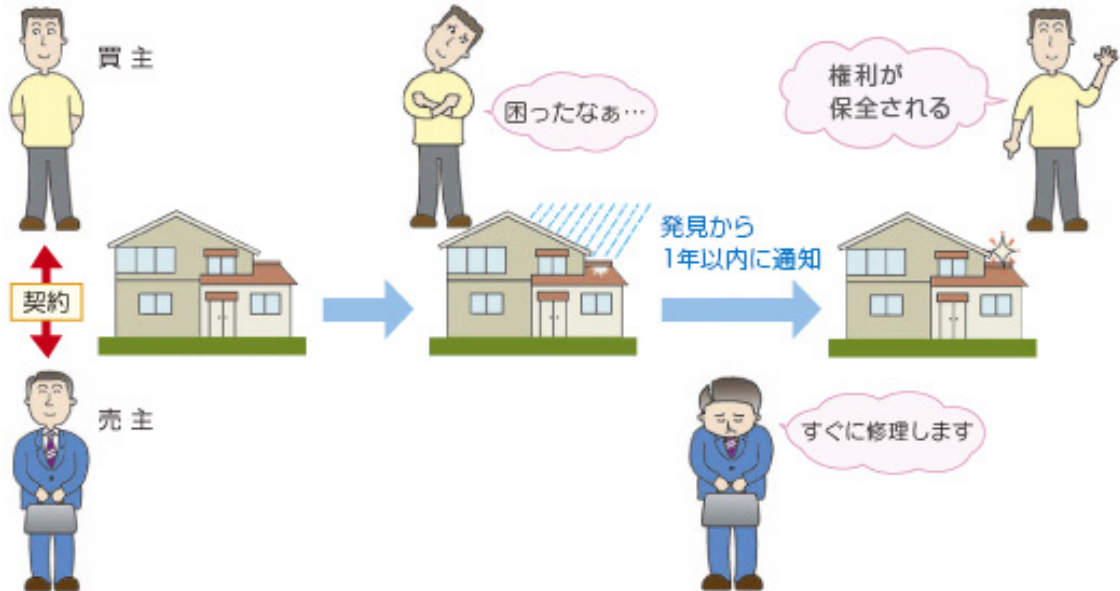 買 主
困ったなぁ…
権利が
保全される
発見から
1年以内に通知
契約
売 主
すぐに修理します